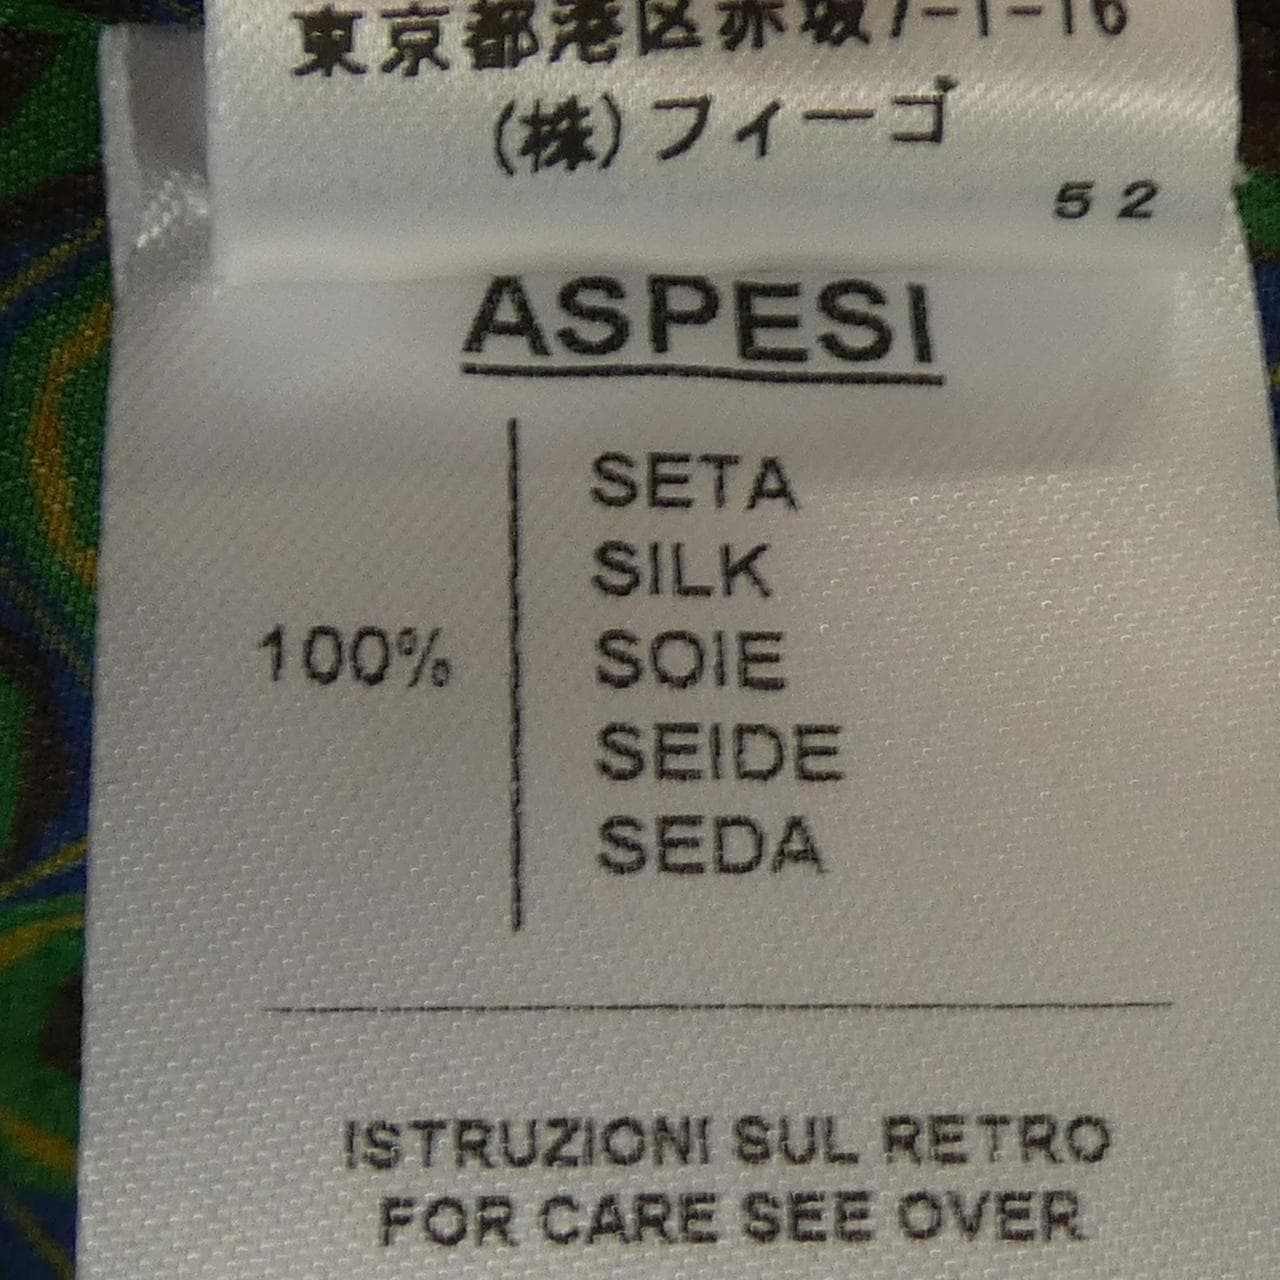 東京都港区赤坂7-1-16
(株)フィーゴ
52
ASPESI
100%
SETA
SILK
SOIE
SEIDE
SEDA
ISTRUZIONI SUL RETRO
FOR CARE SEE OVER